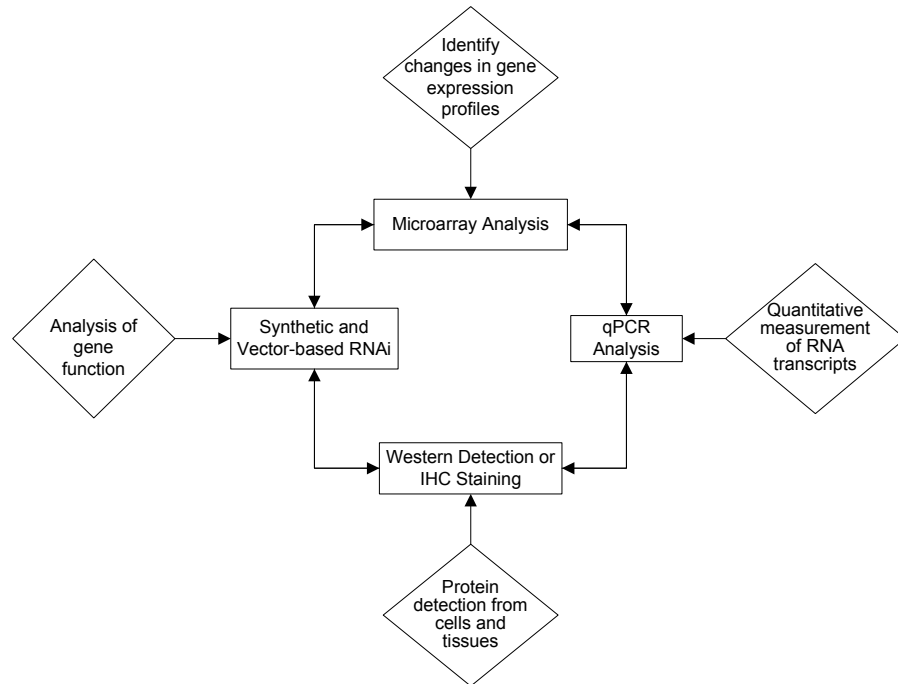 Identify
changes in gene
expression
profiles
Microarray Analysis
Analysis of
gene
function
Synthetic and
Vector-based RNAi
qPCR
Analysis
Quantitative
measurement
of RNA
transcripts
Western Detection or
IHC Staining
Protein
detection from
cells and
tissues